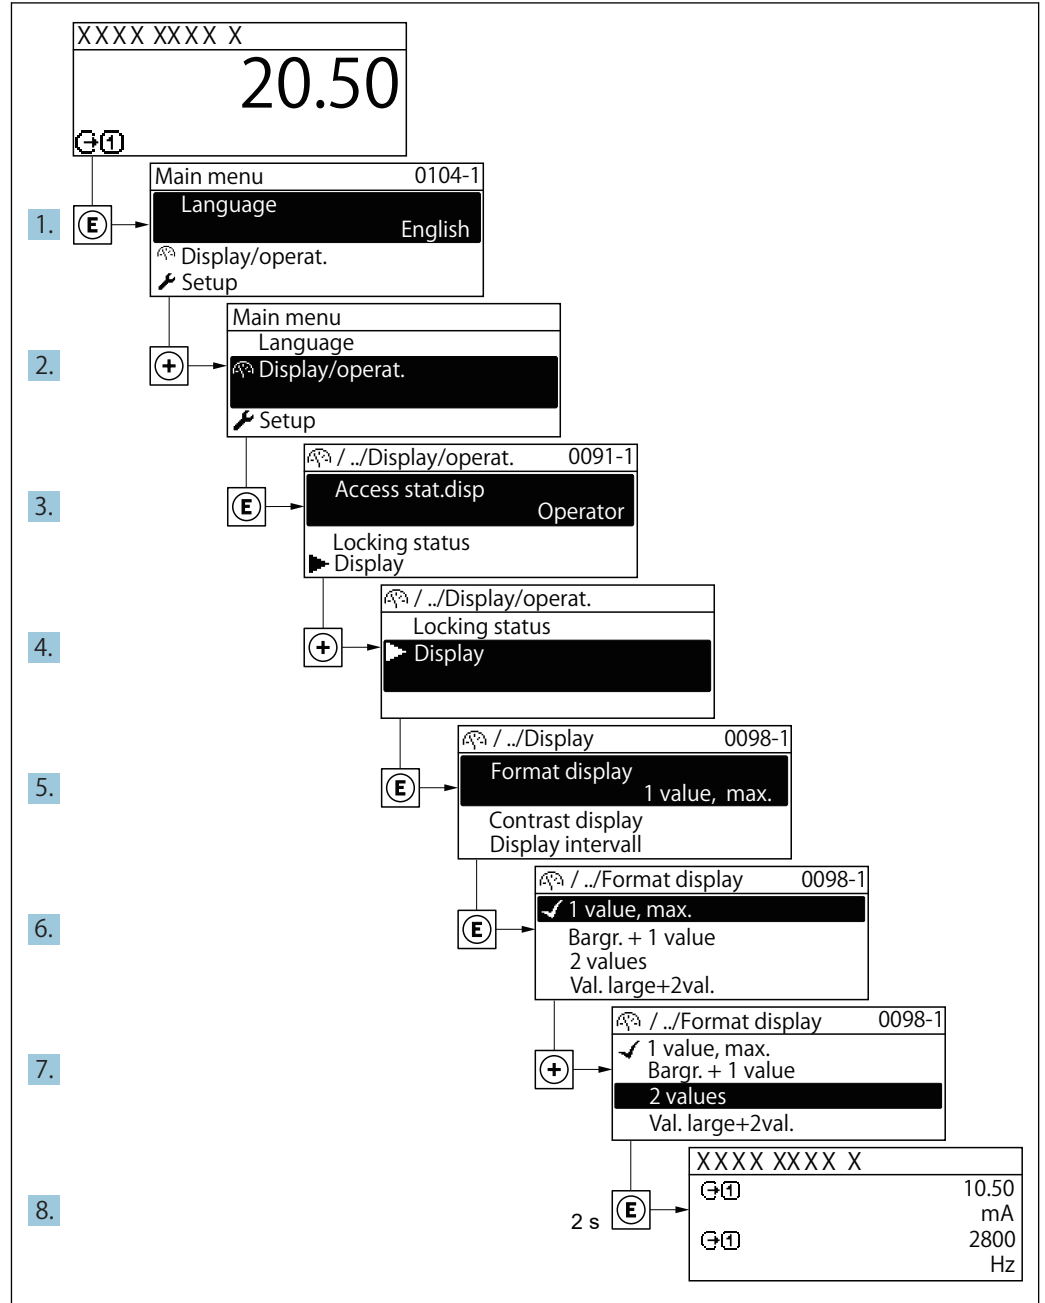 XXXX XXXX X
20.50
1
Main menu 0104-1
Language
English
Display/operat.
Setup
1. E
Main menu
Language
Display/operat.
Setup
2. +
/ ../Display/operat. 0091-1
Access stat.disp
Operator
Locking status
Display
3. E
/ ../Display/operat.
Locking status
Display
4. +
/ ../Display 0098-1
Format display
1 value, max.
Contrast display
Display intervall
5. E
/ ../Format display 0098-1
1 value, max.
Bargr. + 1 value
2 values
Val. large+2val.
6. E
/ ../Format display 0098-1
1 value, max.
Bargr. + 1 value
2 values
Val. large+2val.
7. +
XXXX XXXX X
1 10.50
mA
1 2800
Hz
8. 2 s E